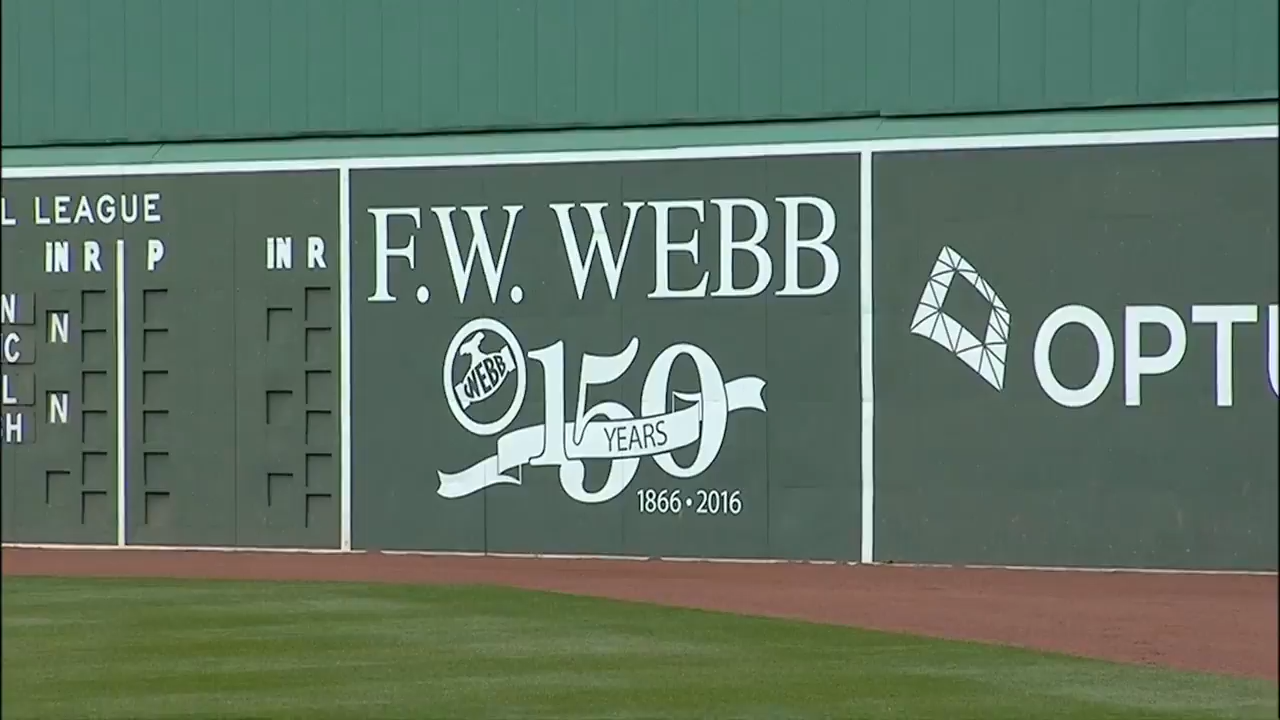 L LEAGUE
IN R P IN R
N
N
C
L
N
H
F.W. WEBB
WEBB
150
YEARS
1866 • 2016
OPTU